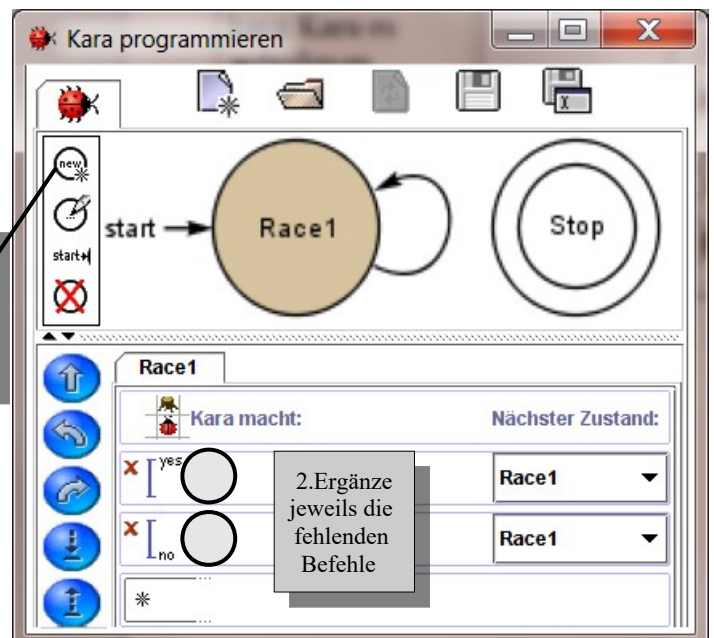 Kara programmieren
new
start
start
Race1
Stop
Race1
Kara macht:
Nächster Zustand:
yes
Race1
no
Race1
2.Ergänze
jeweils die
fehlenden
Befehle